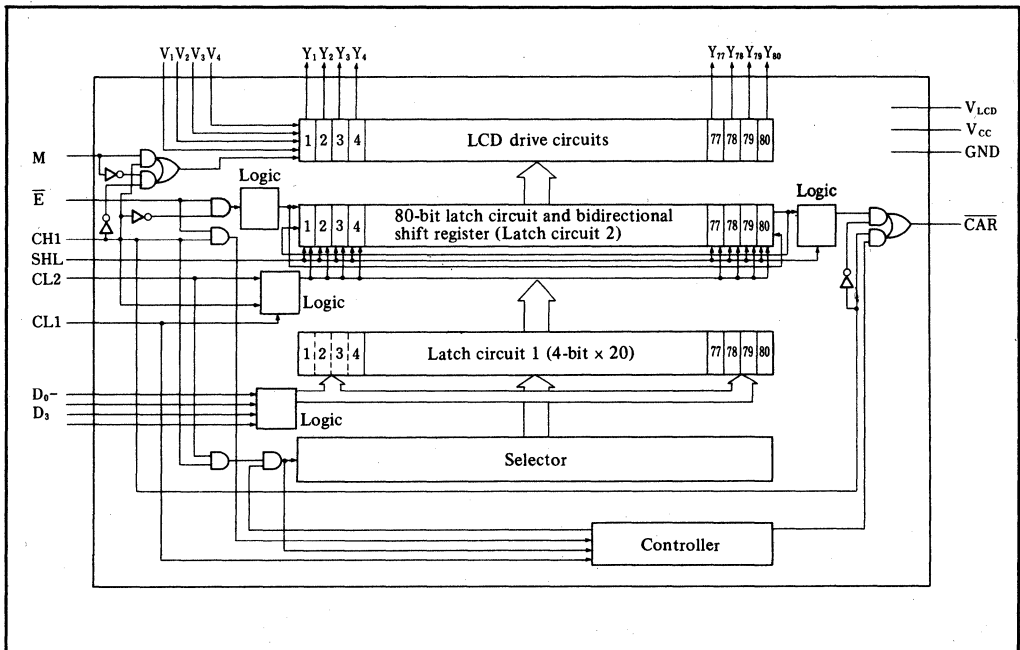 V₁ V₂ V₃ V₄ Y₁ Y₂ Y₃ Y₄ Y₇₇ Y₇₈ Y₇₉ Y₈₀
V_LCD
1 2 3 4 LCD drive circuits 77 78 79 80
V_CC
M
GND
Logic
Logic
E̅
1 2 3 4 80-bit latch circuit and bidirectional
shift register (Latch circuit 2) 77 78 79 80
C̅A̅R̅
CH1
SHL
CL2
Logic
CL1
1 2 3 4 Latch circuit 1 (4-bit × 20) 77 78 79 80
D₀-
D₃
Logic
Selector
Controller